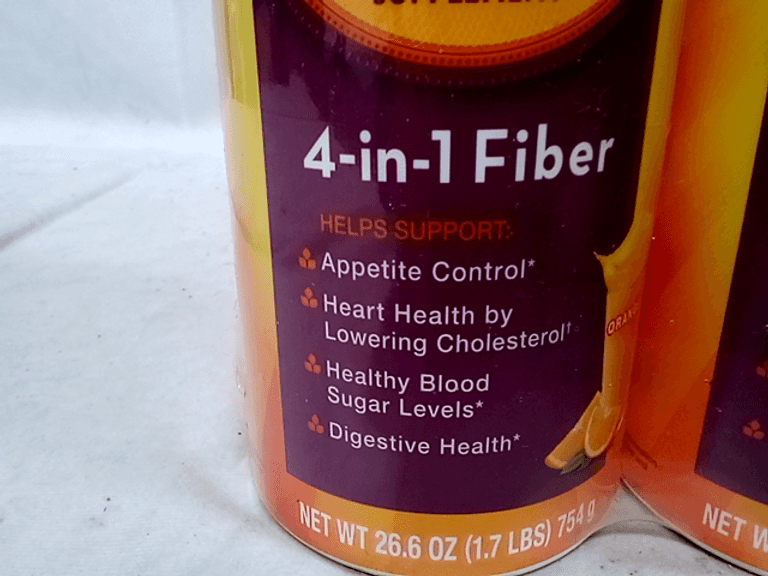 SUPPLEMENT
4-in-1 Fiber
HELPS SUPPORT:
Appetite Control*
Heart Health by
Lowering Cholesterol†
Healthy Blood
Sugar Levels*
Digestive Health*
NET WT 26.6 OZ (1.7 LBS) 754 g
NET